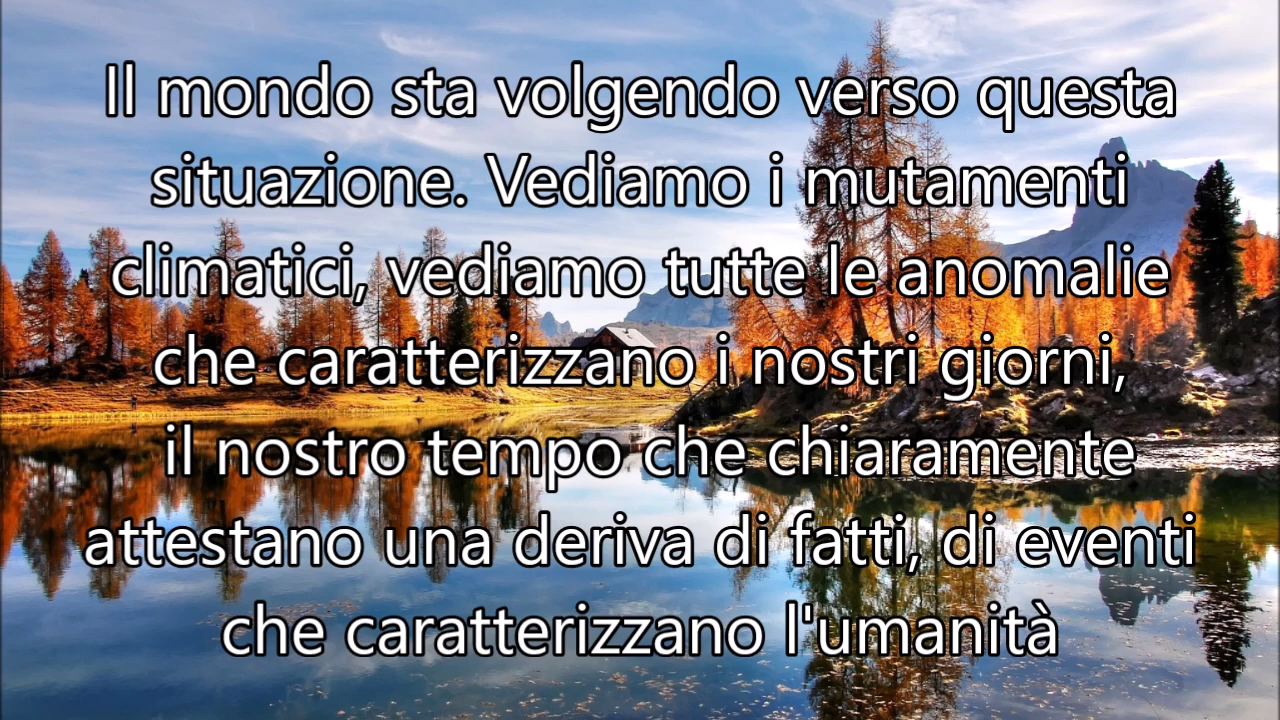 Il mondo sta volgendo verso questa
situazione. Vediamo i mutamenti
climatici, vediamo tutte le anomalie
che caratterizzano i nostri giorni,
il nostro tempo che chiaramente
attestano una deriva di fatti, di eventi
che caratterizzano l'umanità